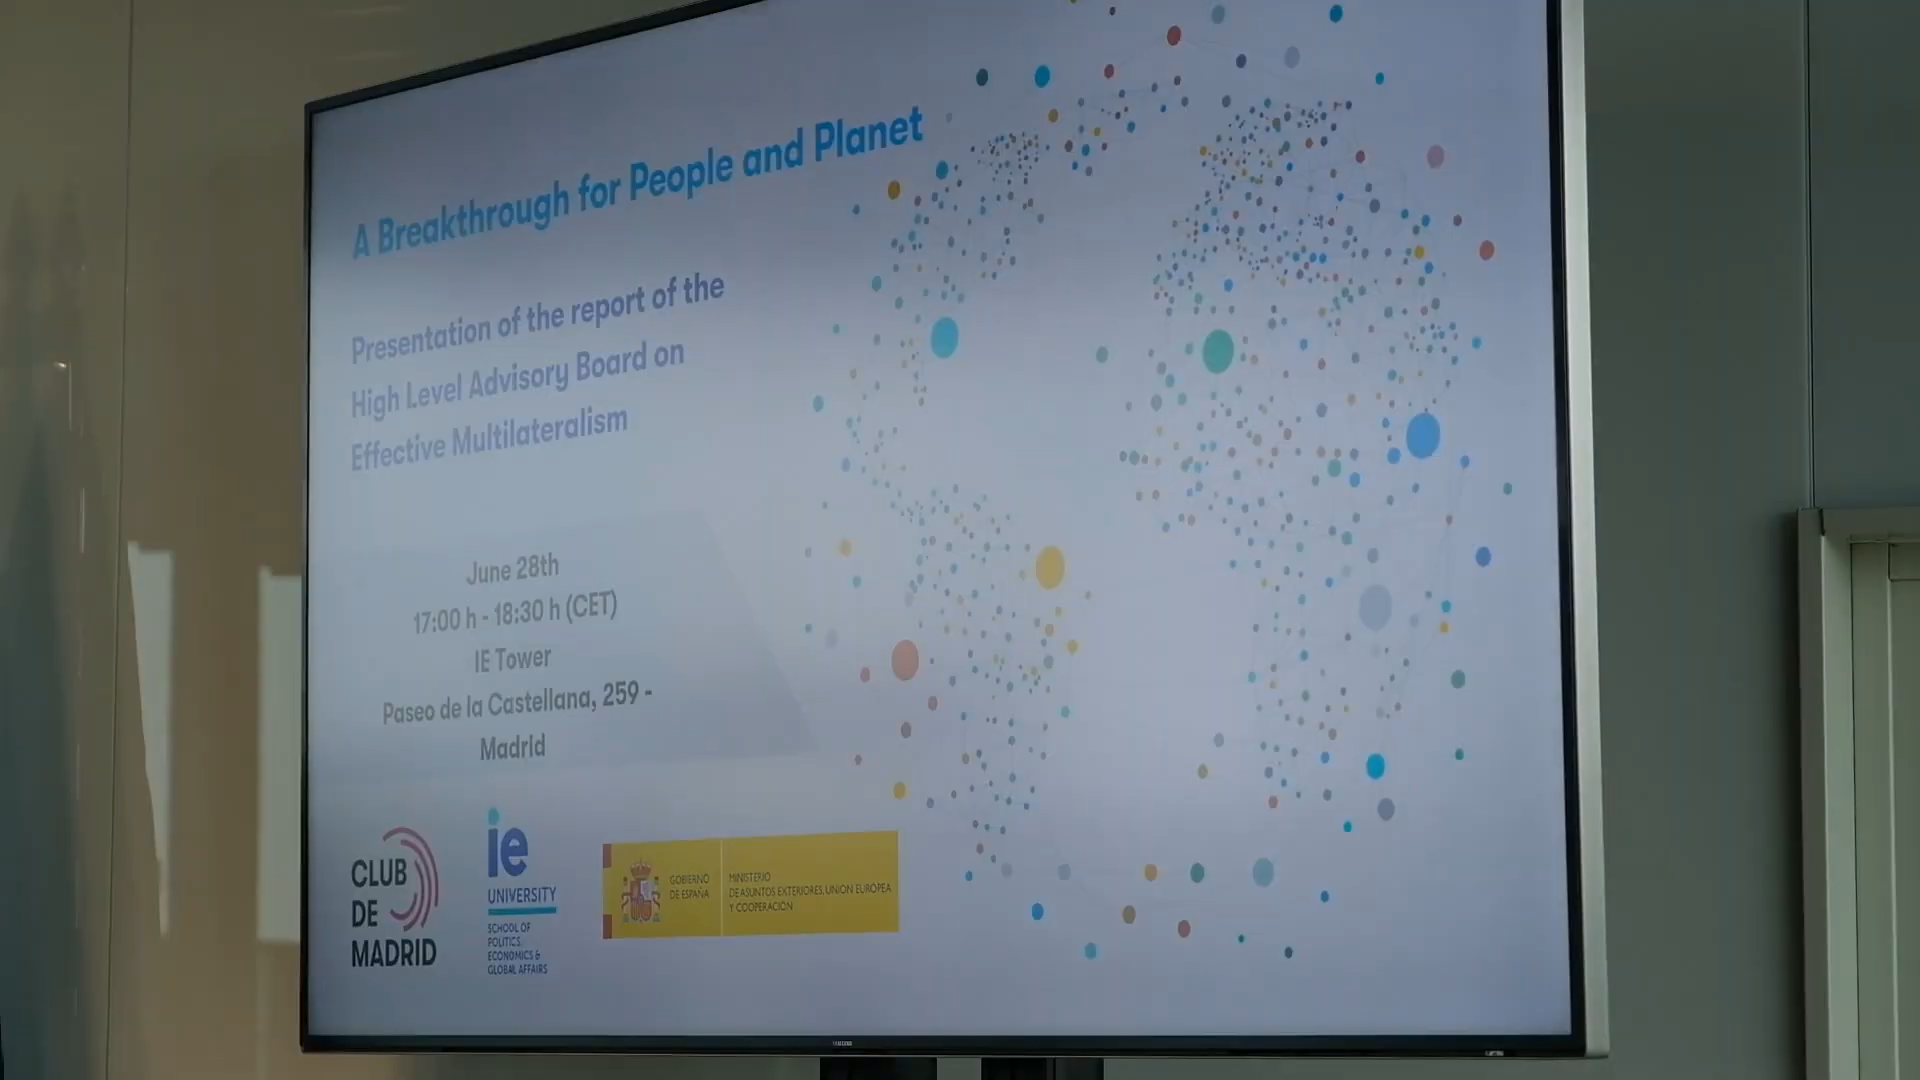 A Breakthrough for People and Planet
Presentation of the report of the
High Level Advisory Board on
Effective Multilateralism
June 28th
17:00 h - 18:30 h (CET)
IE Tower
Paseo de la Castellana, 259 -
Madrid
CLUB
DE
MADRID
ie
UNIVERSITY
SCHOOL OF
POLITICS,
ECONOMICS &
GLOBAL AFFAIRS
GOBIERNO
DE ESPAÑA
MINISTERIO
DE ASUNTOS EXTERIORES, UNIÓN EUROPEA
Y COOPERACIÓN
SAMSUNG